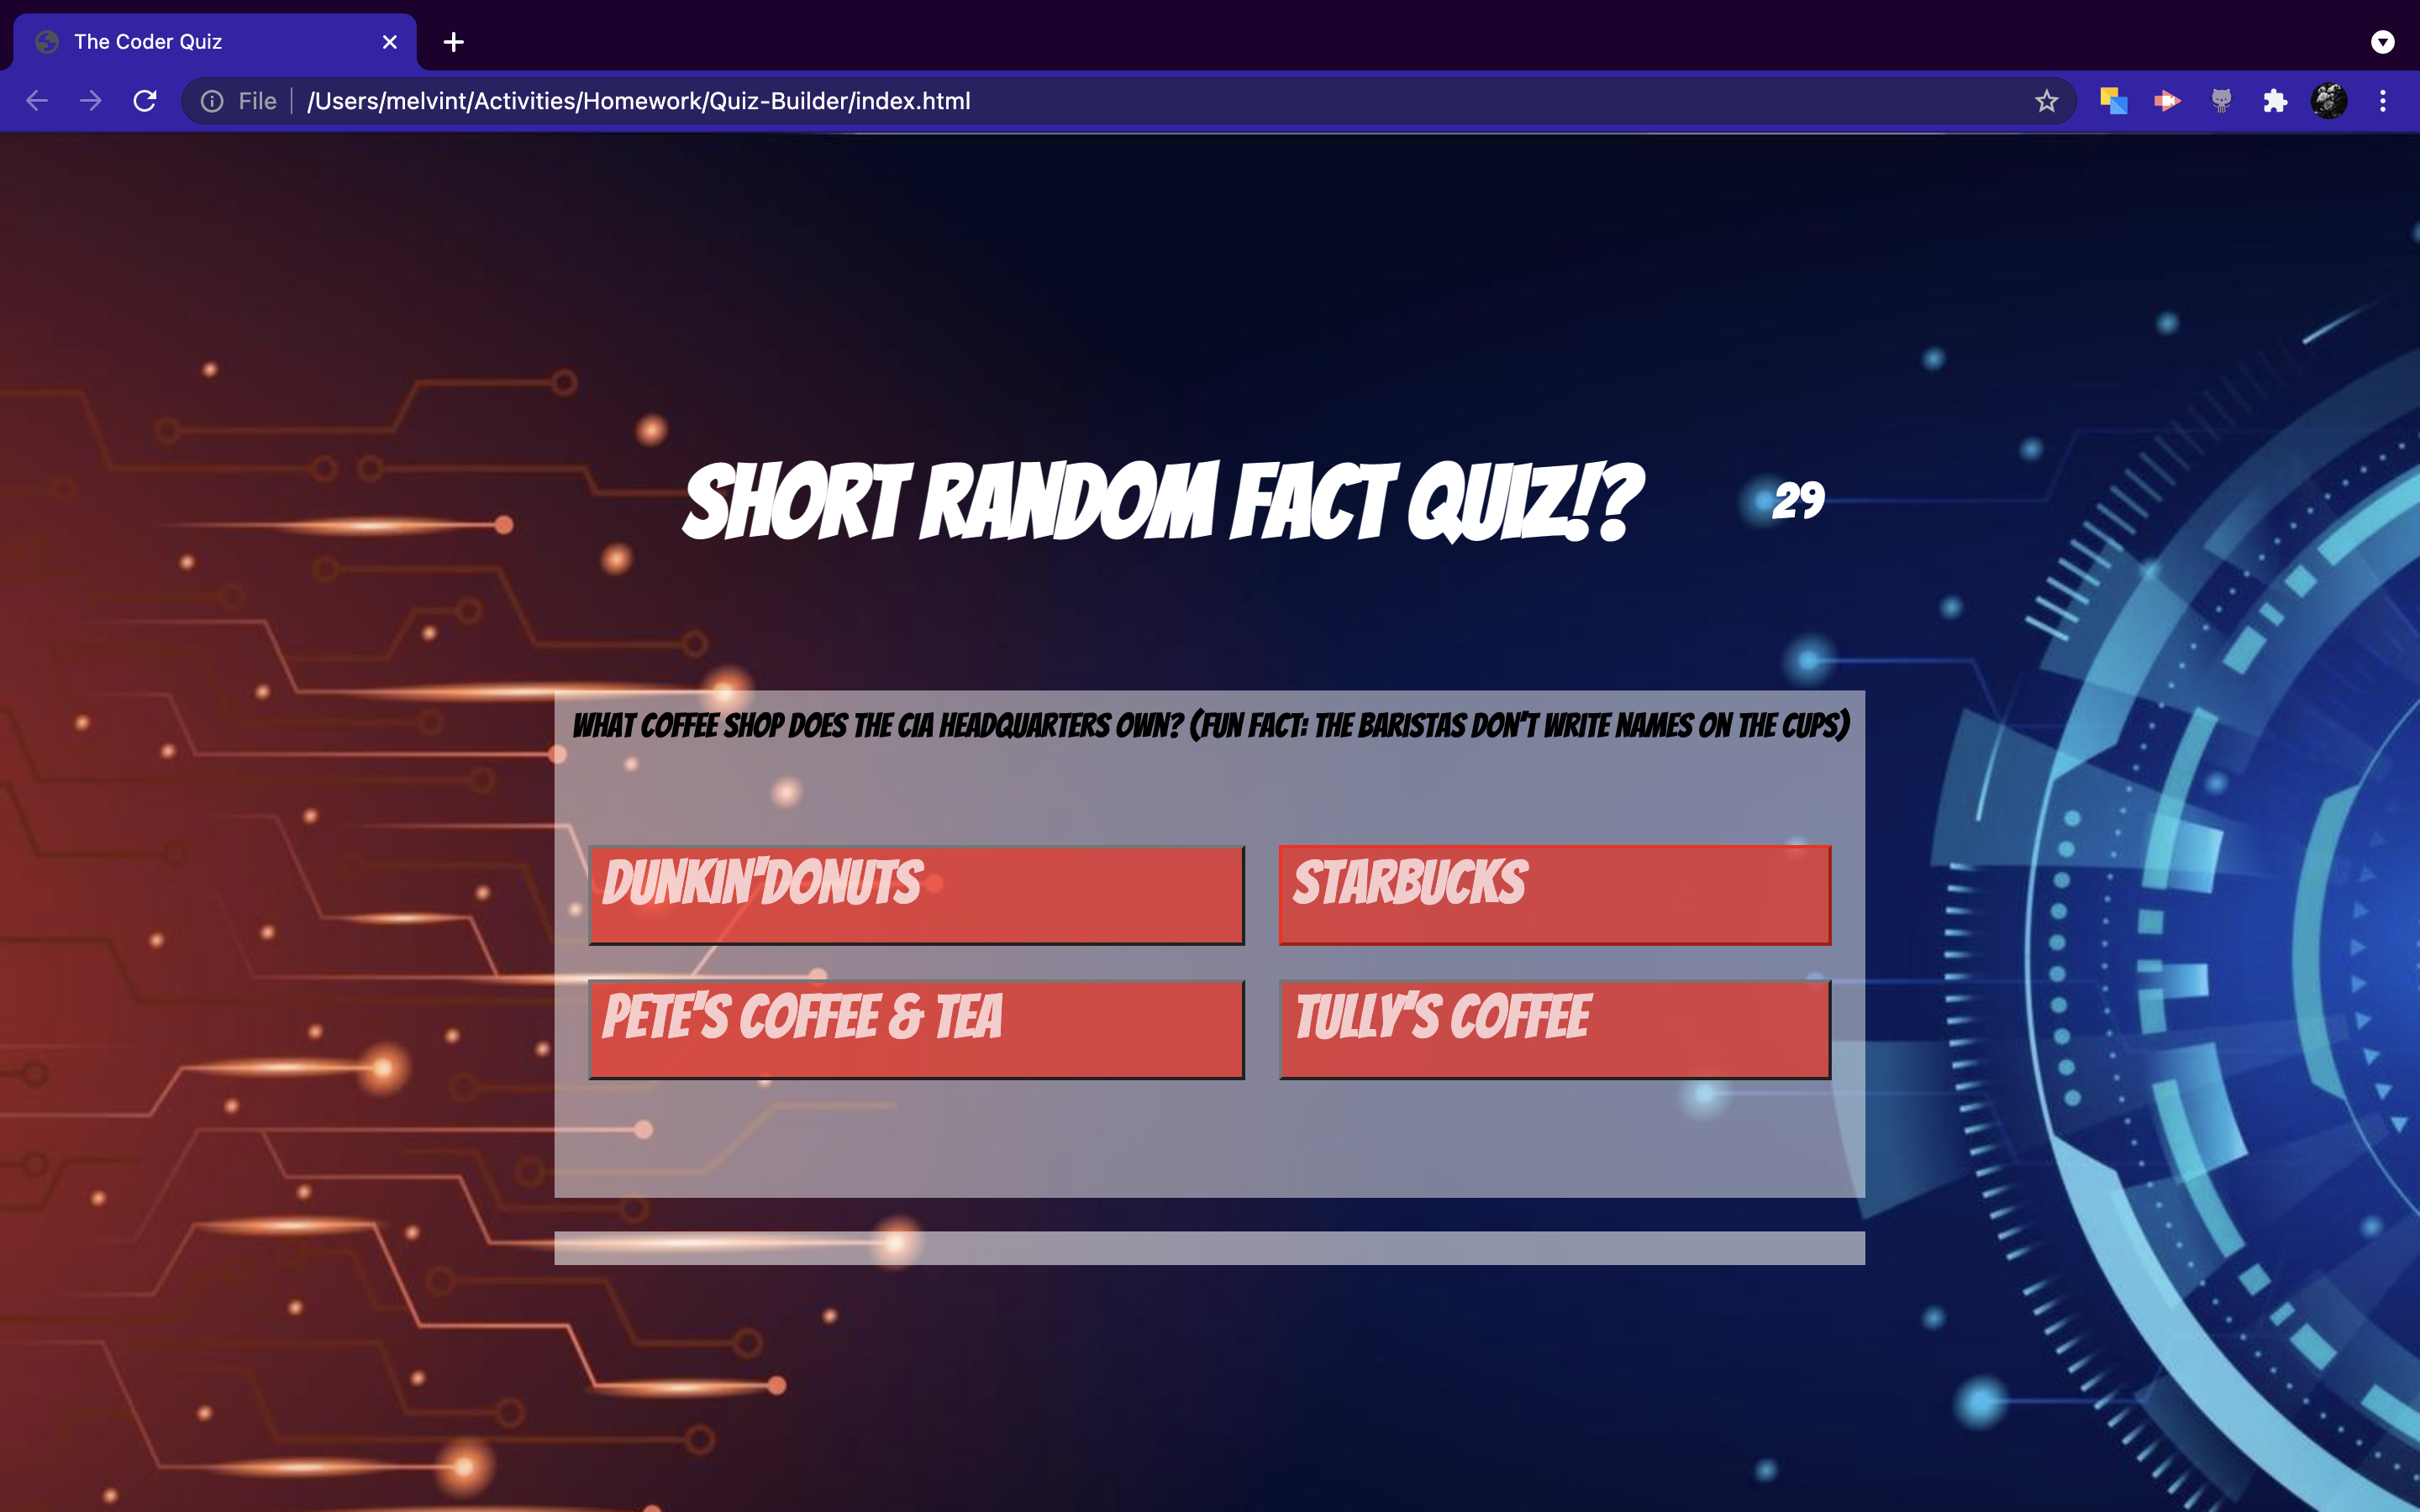 The Coder Quiz
File /Users/melvint/Activities/Homework/Quiz-Builder/index.html
SHORT RANDOM FACT QUIZ!? 29
WHAT COFFEE SHOP DOES THE CIA HEADQUARTERS OWN? (FUN FACT: THE BARISTAS DON'T WRITE NAMES ON THE CUPS)
DUNKIN'DONUTS STARBUCKS
PETE'S COFFEE & TEA TULLY'S COFFEE